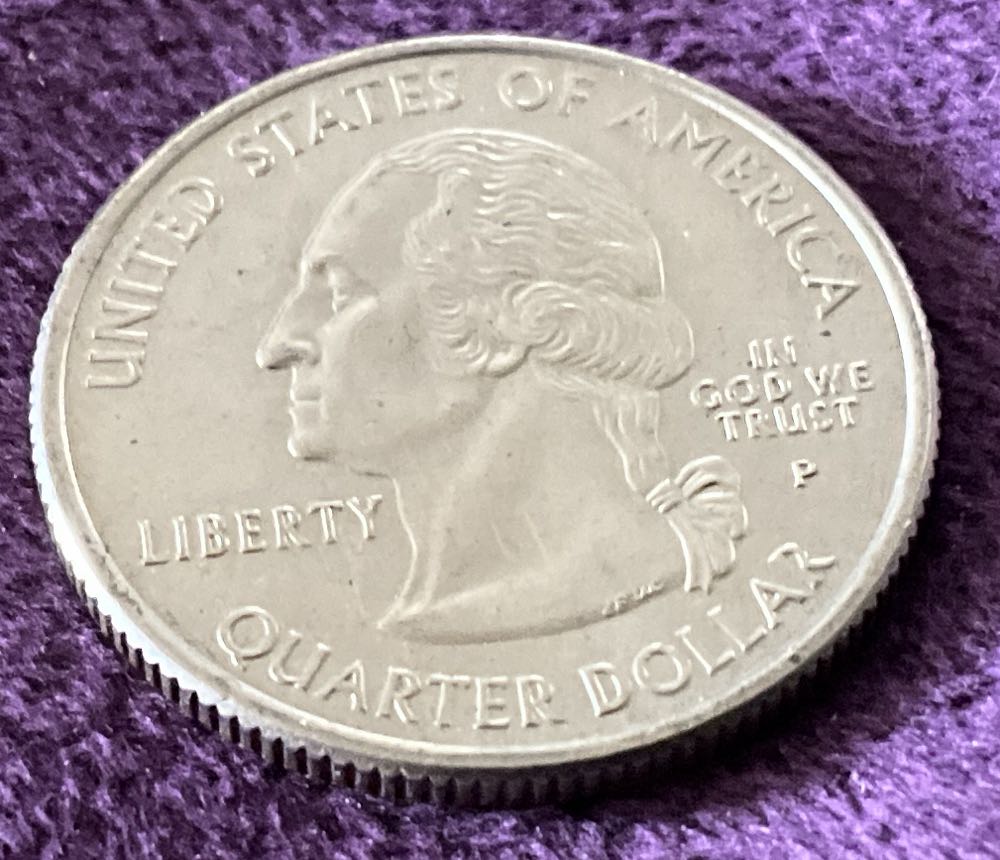 UNITED STATES OF AMERICA
LIBERTY
IN
GOD WE
TRUST
P
QUARTER DOLLAR